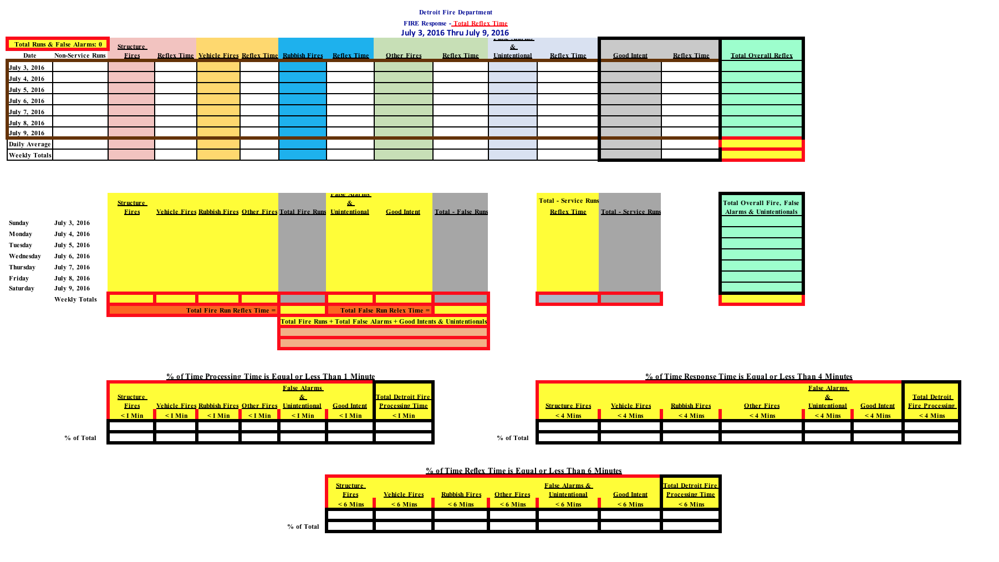 Detroit Fire Department
FIRE Response - Total Reflex Time
July 3, 2016 Thru July 9, 2016
Total Runs & False Alarms: 0
Date Non-Service Runs Structure Fires Reflex Time Vehicle Fires Reflex Time Rubbish Fires Reflex Time Other Fires Reflex Time False Alarms & Unintentional Reflex Time Good Intent Reflex Time Total Overall Reflex
July 3, 2016
July 4, 2016
July 5, 2016
July 6, 2016
July 7, 2016
July 8, 2016
July 9, 2016
Daily Average
Weekly Totals
Structure Fires Vehicle Fires Rubbish Fires Other Fires Total Fire Runs False Alarms & Unintentional Good Intent Total - False Runs Total - Service Runs Reflex Time Total - Service Runs Total Overall Fire, False Alarms & Unintentionals
Sunday July 3, 2016
Monday July 4, 2016
Tuesday July 5, 2016
Wednesday July 6, 2016
Thursday July 7, 2016
Friday July 8, 2016
Saturday July 9, 2016
Weekly Totals
Total Fire Run Reflex Time = Total False Run Relex Time =
Total Fire Runs + Total False Alarms + Good Intents & Unintentionals
% of Time Processing Time is Equal or Less Than 1 Minute
Structure Fires Vehicle Fires Rubbish Fires Other Fires False Alarms & Unintentional Good Intent Total Detroit Fire Processing Time
< I Min < I Min < I Min < I Min < I Min < I Min < I Min
% of Total
% of Time Response Time is Equal or Less Than 4 Minutes
Structure Fires Vehicle Fires Rubbish Fires Other Fires False Alarms & Unintentional Good Intent Total Detroit Fire Processing
< 4 Mins < 4 Mins < 4 Mins < 4 Mins < 4 Mins < 4 Mins < 4 Mins
% of Total
% of Time Reflex Time is Equal or Less Than 6 Minutes
Structure Fires Vehicle Fires Rubbish Fires Other Fires False Alarms & Unintentional Good Intent Total Detroit Fire Processing Time
< 6 Mins < 6 Mins < 6 Mins < 6 Mins < 6 Mins < 6 Mins < 6 Mins
% of Total